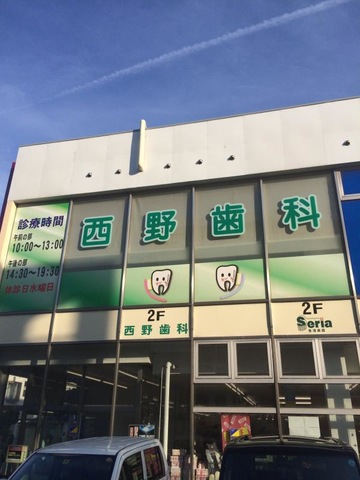 診療時間
午前の部
10:00~13:00
午後の部
14:30~19:30
休診日水曜日
西野歯科
2F
西野歯科
2F
Seria